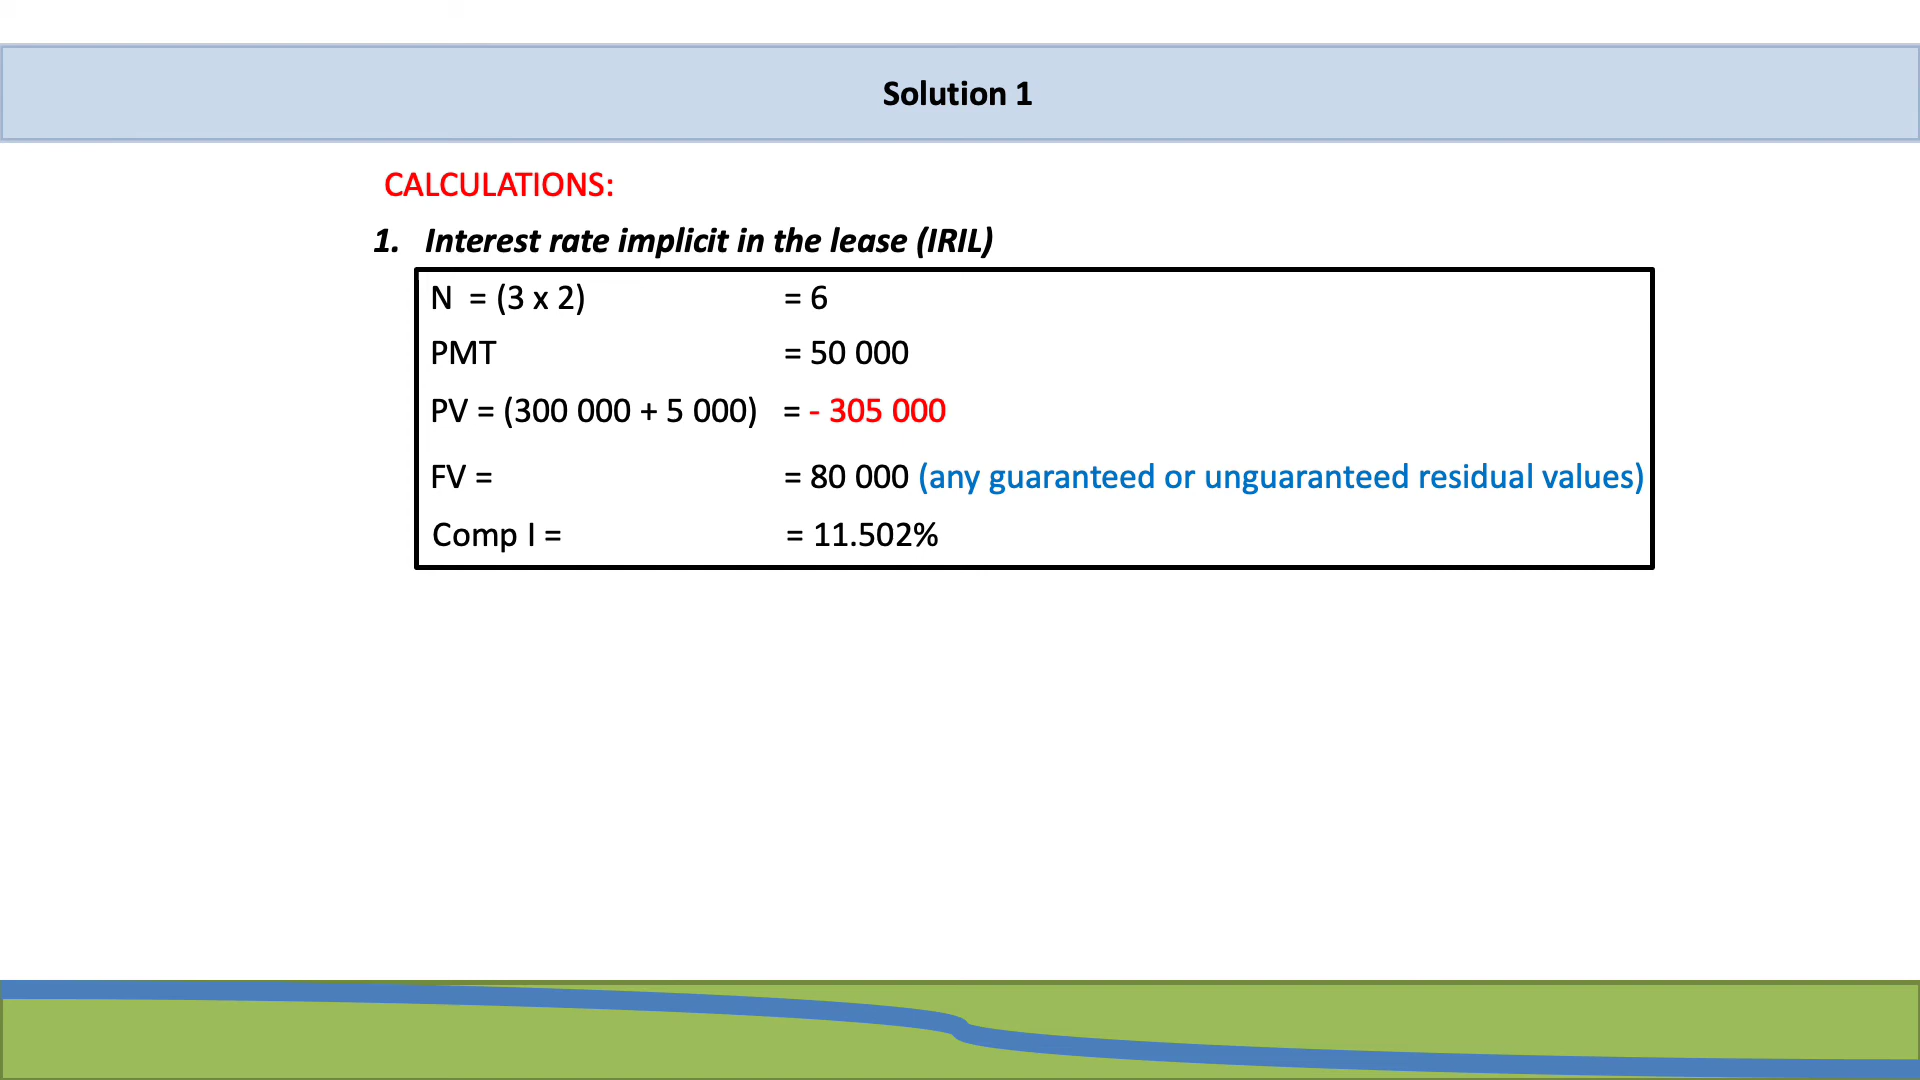 Solution 1
CALCULATIONS:
1. Interest rate implicit in the lease (IRIL)
N = (3 x 2) = 6
PMT = 50 000
PV = (300 000 + 5 000) = - 305 000
FV = = 80 000 (any guaranteed or unguaranteed residual values)
Comp I = = 11.502%